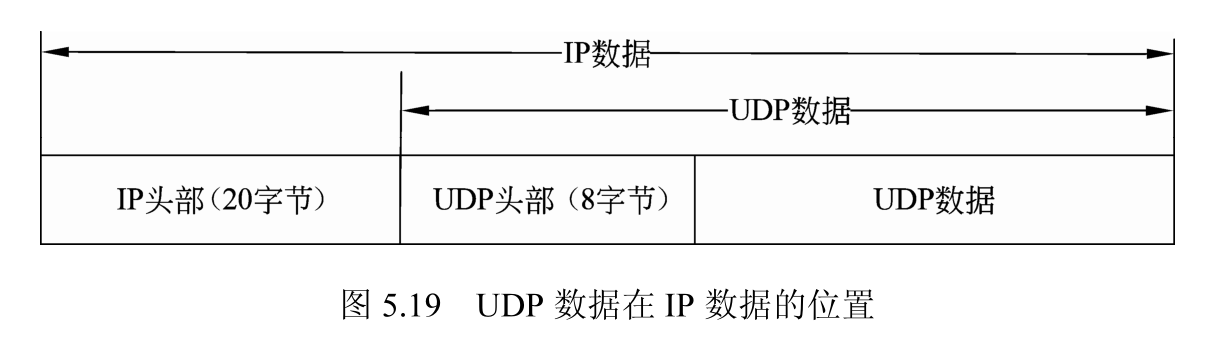 IP数据
UDP数据
IP头部（20字节）
UDP头部（8字节）
UDP数据
图 5.19 UDP 数据在 IP 数据的位置